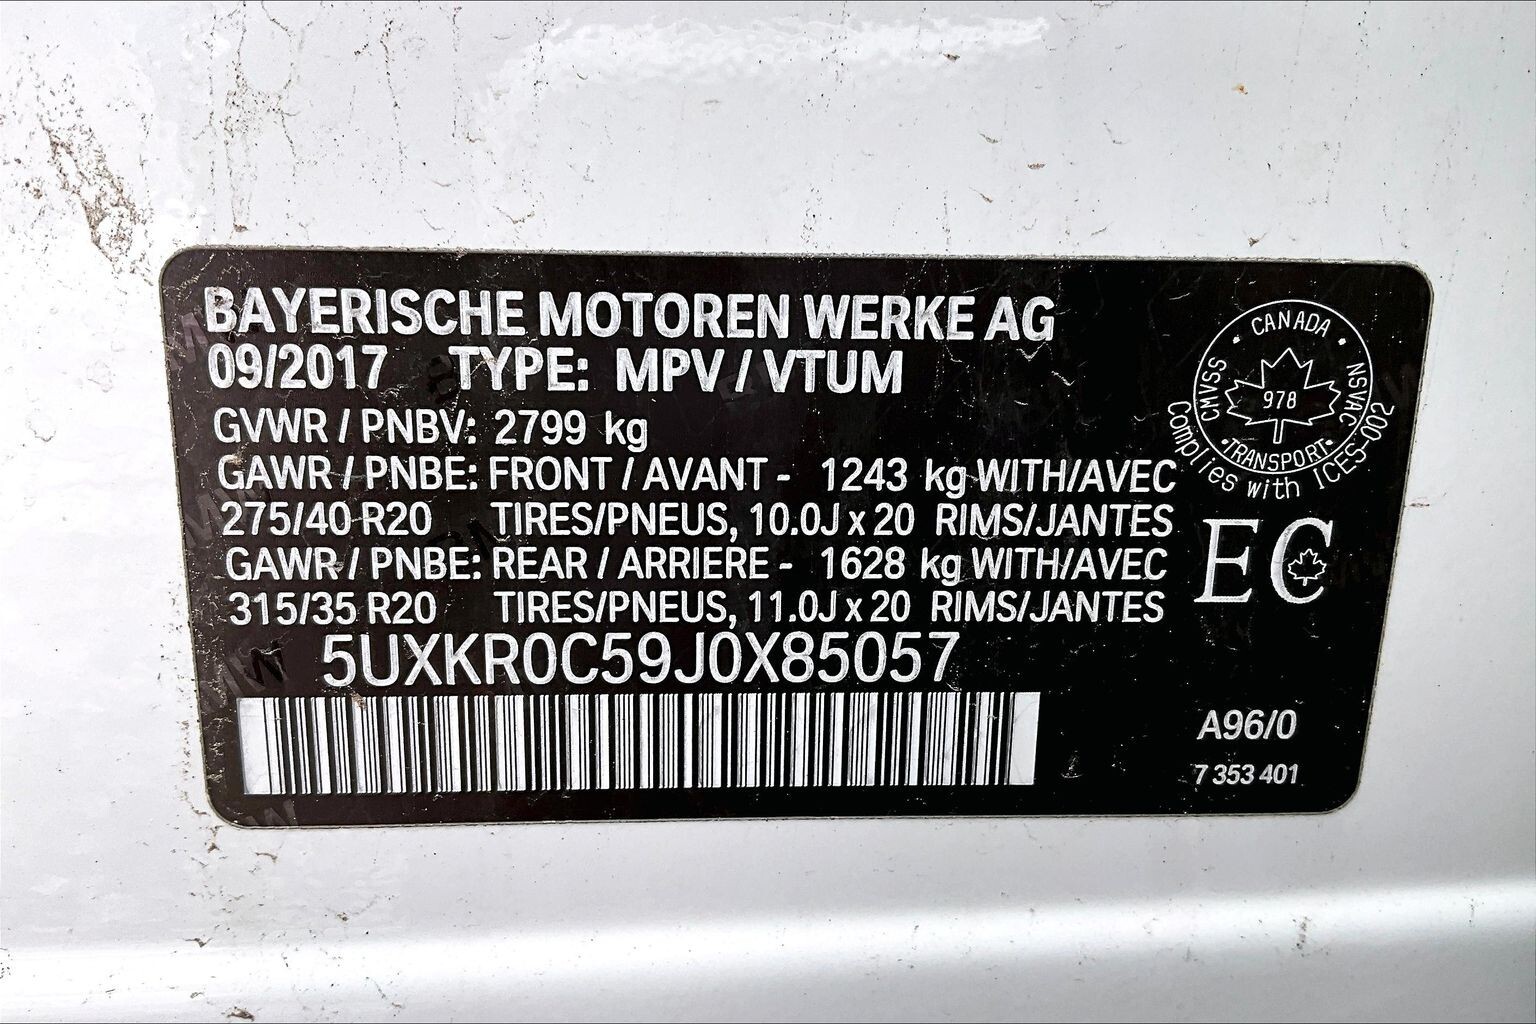 BAYERISCHE MOTOREN WERKE AG
09/2017 TYPE: MPV / VTUM
GVWR / PNBV: 2799 kg
GAWR / PNBE: FRONT / AVANT - 1243 kg WITH/AVEC
275/40 R20 TIRES/PNEUS, 10.0J x 20 RIMS/JANTES
GAWR / PNBE: REAR / ARRIERE - 1628 kg WITH/AVEC
315/35 R20 TIRES/PNEUS, 11.0J x 20 RIMS/JANTES
5UXKR0C59J0X85057
CANADA
CMVSS
NSVAC
978
·TRANSPORT·
Complies with ICES-002
EC
A96/0
7 353 401